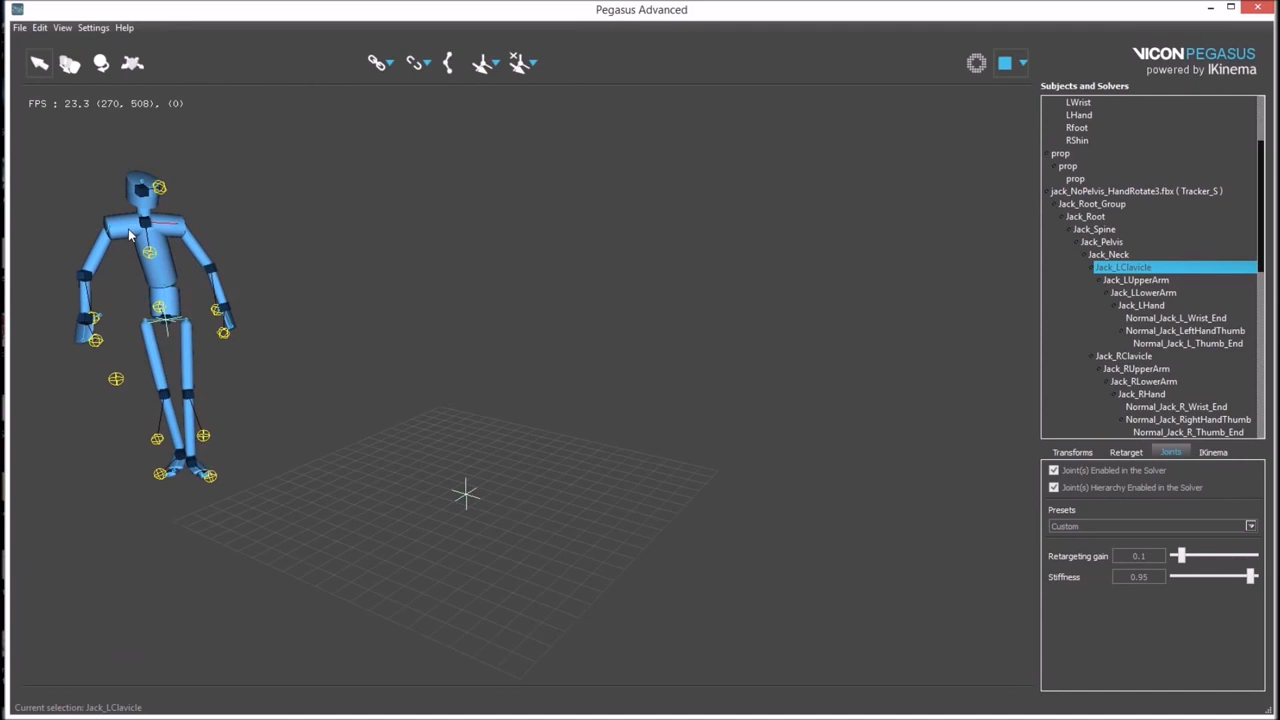 Pegasus Advanced
File Edit View Settings Help
VICON PEGASUS
powered by IKinema
Subjects and Solvers
FPS : 23.3 (270, 508), (0)
LWrist
LHand
Rfoot
RShin
prop
prop
prop
jack_NoPelvis_HandRotate3.fbx ( Tracker_S )
Jack_Root_Group
Jack_Root
Jack_Spine
Jack_Pelvis
Jack_Neck
Jack_LClavicle
Jack_LUpperArm
Jack_LLowerArm
Jack_LHand
Normal_Jack_L_Wrist_End
Normal_Jack_LeftHandThumb
Normal_Jack_L_Thumb_End
Jack_RClavicle
Jack_RUpperArm
Jack_RLowerArm
Jack_RHand
Normal_Jack_R_Wrist_End
Normal_Jack_RightHandThumb
Normal_Jack_R_Thumb_End
Transforms Retarget Joints IKinema
Joint(s) Enabled in the Solver
Joint(s) Hierarchy Enabled in the Solver
Presets
Custom
Retargeting gain 0.1
Stiffness 0.95
Current selection: Jack_LClavicle